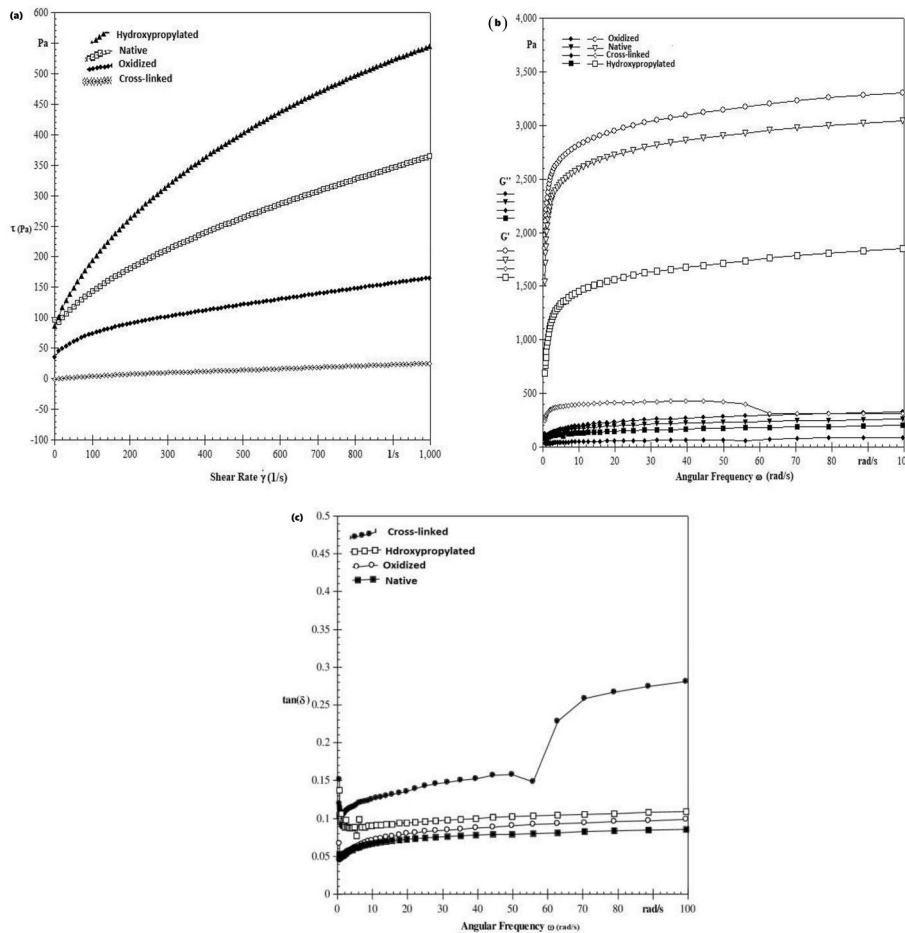 (a)
600
Pa
500
450
400
350
300
τ (Pa)
250
200
150
100
50
0
-50
-100
Hydroxypropylated
Native
Oxidized
Cross-linked
0 100 200 300 400 500 600 700 800 1/s 1,000
Shear Rate γ̇ (1/s)
(b)
4,000
Pa
3,500
3,000
2,500
G''
2,000
G'
1,500
1,000
500
0
Oxidized
Native
Cross-linked
Hydroxypropylated
0 10 20 30 40 50 60 70 80 rad/s 10
Angular Frequency ω (rad/s)
(c)
0.5
0.45
0.4
0.35
0.3
tan(δ)
0.25
0.2
0.15
0.1
0.05
0
Cross-linked
Hdroxypropylated
Oxidized
Native
0 10 20 30 40 50 60 70 80 rad/s 100
Angular Frequency ω (rad/s)